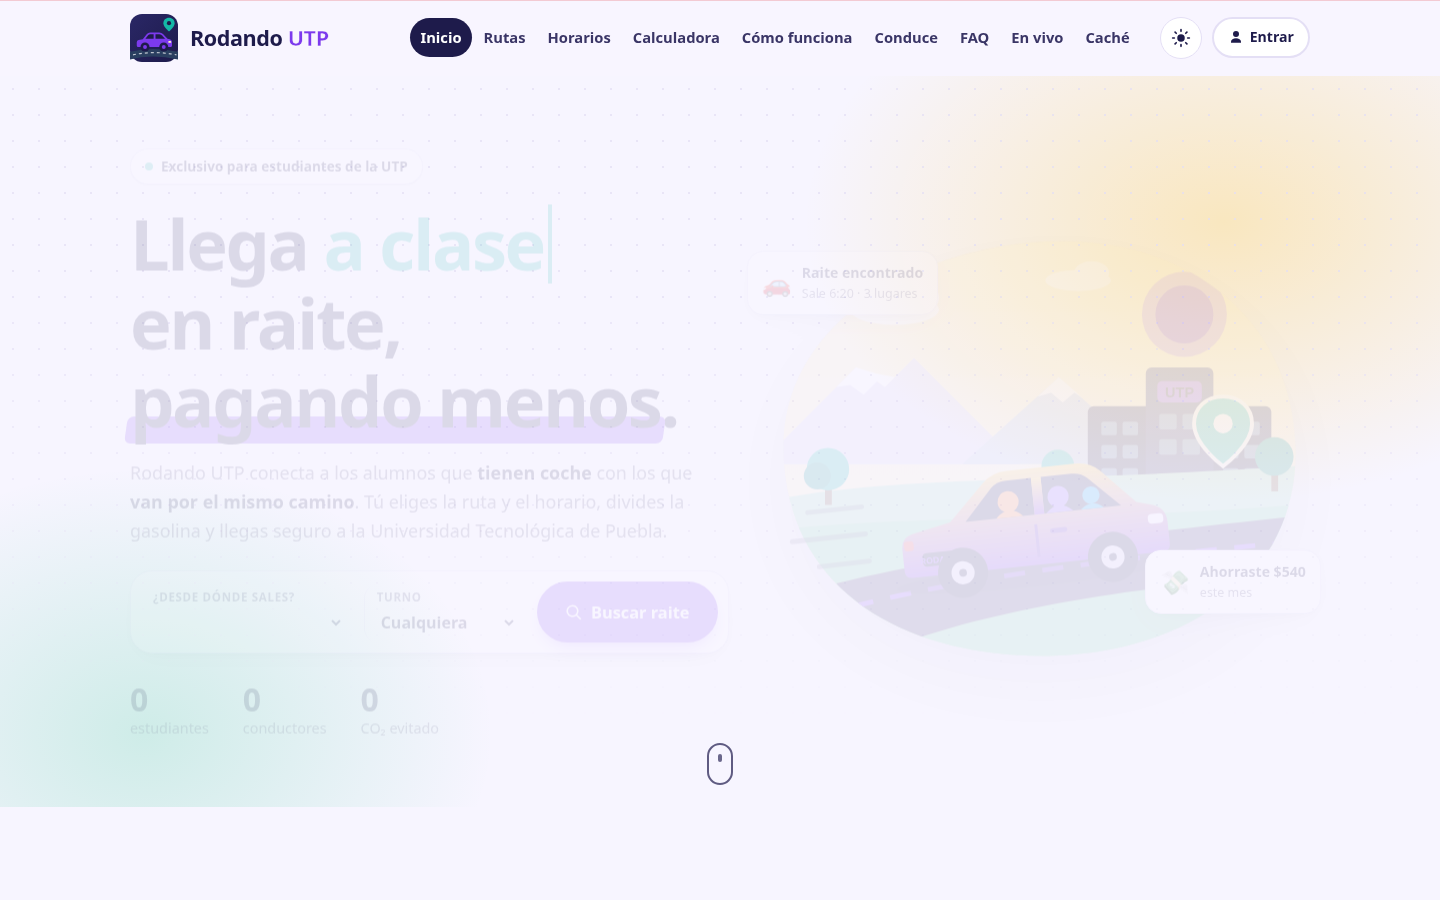 Rodando UTP
Inicio
Rutas
Horarios
Calculadora
Cómo funciona
Conduce
FAQ
En vivo
Caché
Entrar
Exclusivo para estudiantes de la UTP
Llega a clase
en raite,
pagando menos.
Rodando UTP conecta a los alumnos que tienen coche con los que
van por el mismo camino. Tú eliges la ruta y el horario, divides la
gasolina y llegas seguro a la Universidad Tecnológica de Puebla.
¿DESDE DÓNDE SALES?
TURNO
Cualquiera
Buscar raite
0
estudiantes
0
conductores
0
CO₂ evitado
Raite encontrado
Sale 6:20 · 3 lugares
UTP
Ahorraste $540
este mes